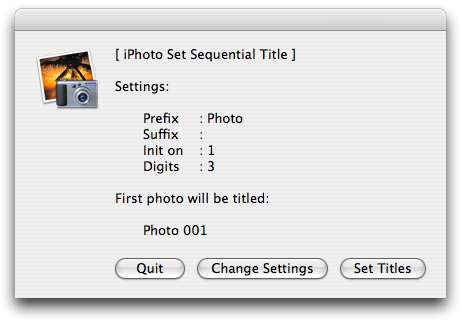 [ iPhoto Set Sequential Title ]
Settings:
Prefix : Photo
Suffix :
Init on : 1
Digits : 3
First photo will be titled:
Photo 001
Quit Change Settings Set Titles